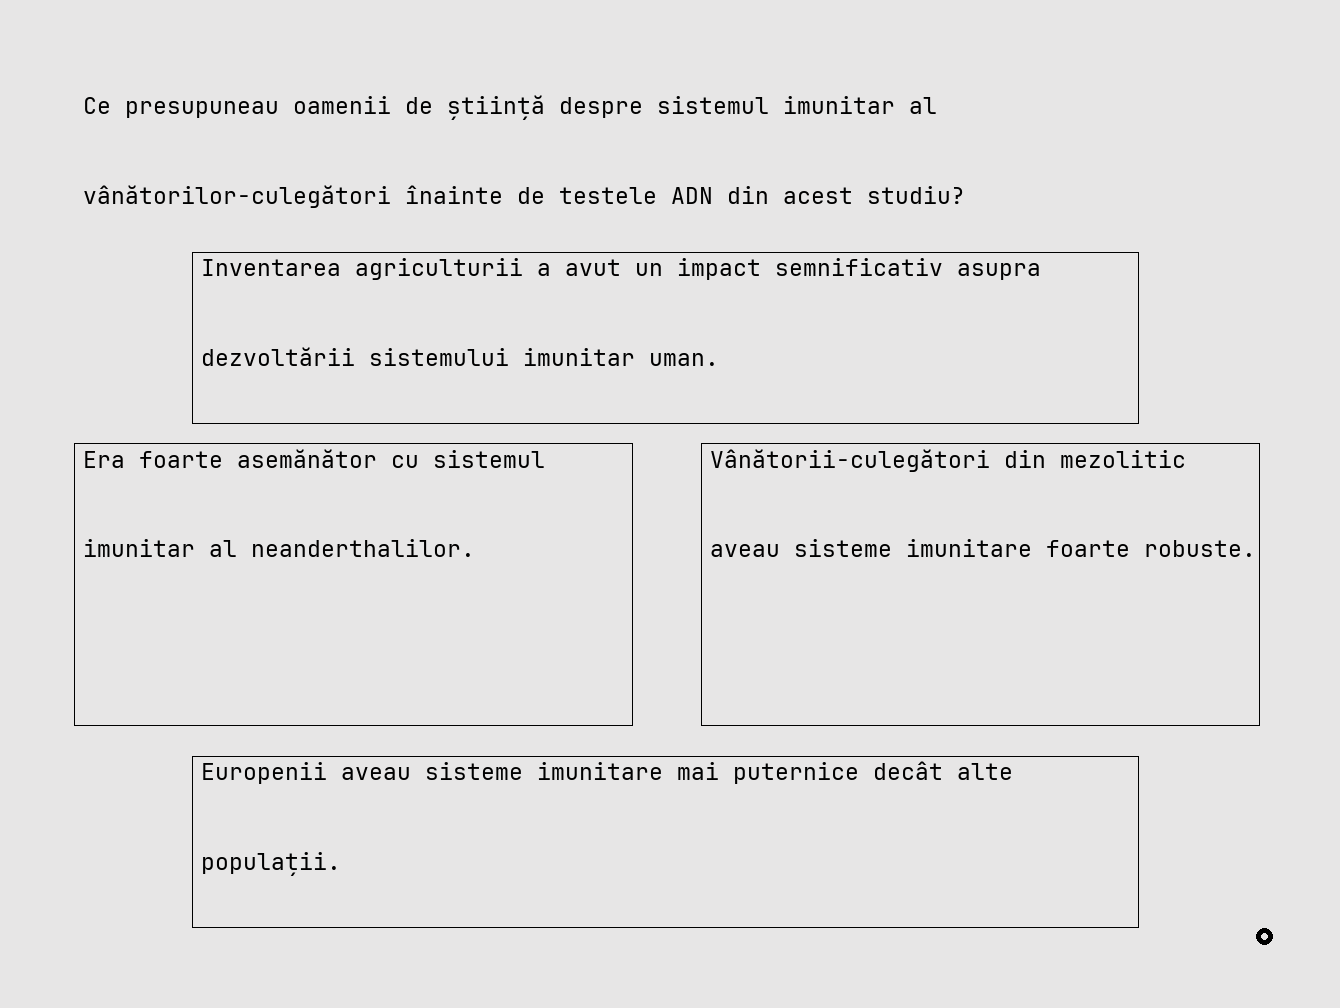 Ce presupuneau oamenii de știință despre sistemul imunitar al
vânătorilor-culegători înainte de testele ADN din acest studiu?
Inventarea agriculturii a avut un impact semnificativ asupra
dezvoltării sistemului imunitar uman.
Era foarte asemănător cu sistemul
imunitar al neanderthalilor.
Vânătorii-culegători din mezolitic
aveau sisteme imunitare foarte robuste.
Europenii aveau sisteme imunitare mai puternice decât alte
populații.